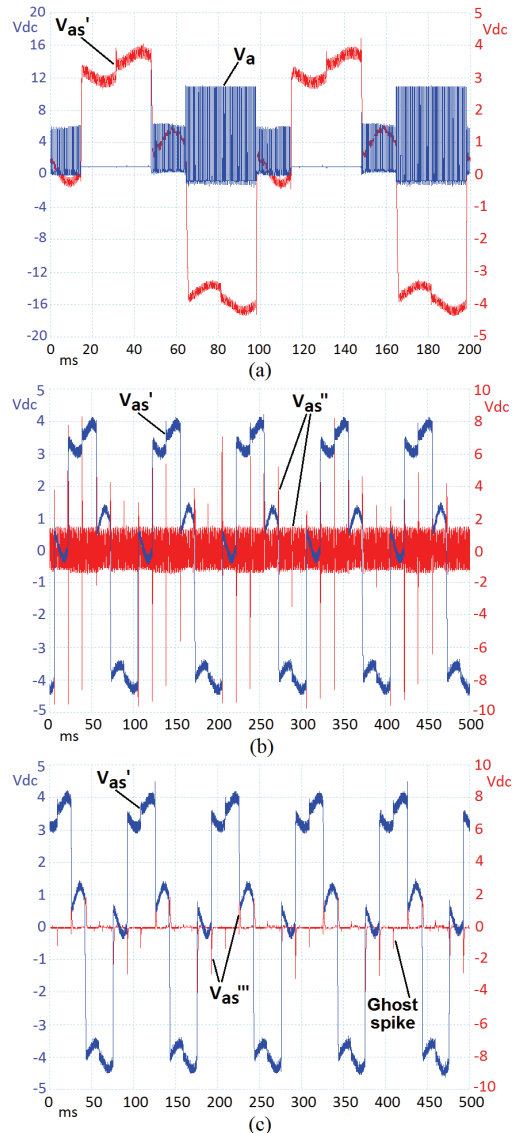 Vdc Vdc
20 5
16 4
12 3
8 2
4 1
0 0
-4 -1
-8 -2
-12 -3
-16 -4
-20 -5
Vas'
Va
0 20 40 60 80 100 120 140 160 180 200
ms
(a)
Vdc Vdc
5 10
4 8
3 6
2 4
1 2
0 0
-1 -2
-2 -4
-3 -6
-4 -8
-5 -10
Vas'
Vas''
0 50 100 150 200 250 300 350 400 450 500
ms
(b)
Vdc Vdc
5 10
4 8
3 6
2 4
1 2
0 0
-1 -2
-2 -4
-3 -6
-4 -8
-5 -10
Vas'
Vas'''
Ghost
spike
0 50 100 150 200 250 300 350 400 450 500
ms
(c)